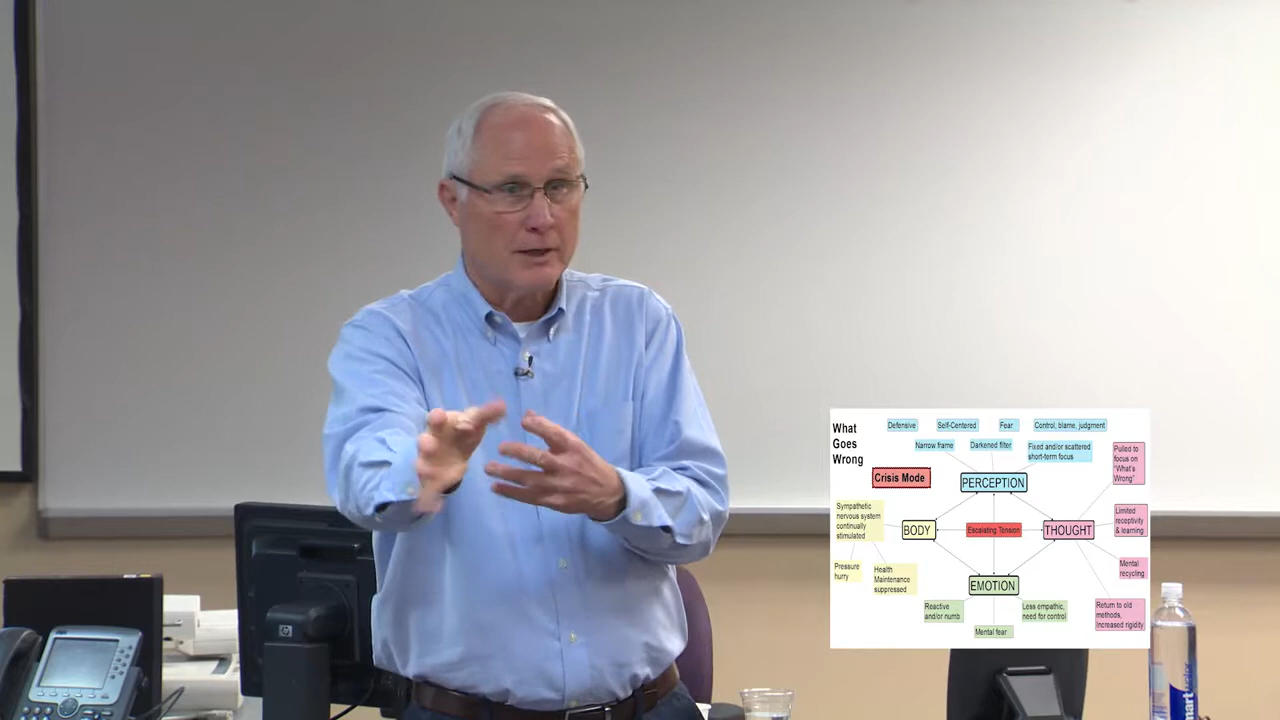 What
Goes
Wrong
Defensive
Self-Centered
Fear
Control, blame, judgment
Narrow frame
Darkened filter
Fixed and/or scattered
short-term focus
Pulled to
focus on
"What's
Wrong"
Crisis Mode
PERCEPTION
Sympathetic
nervous system
continually
stimulated
BODY
Escalating Tension
THOUGHT
Limited
receptivity
& learning
Pressure
hurry
Health
Maintenance
suppressed
EMOTION
Mental
recycling
Reactive
and/or numb
Less empathic,
need for control
Mental fear
Return to old
methods,
Increased rigidity
hp